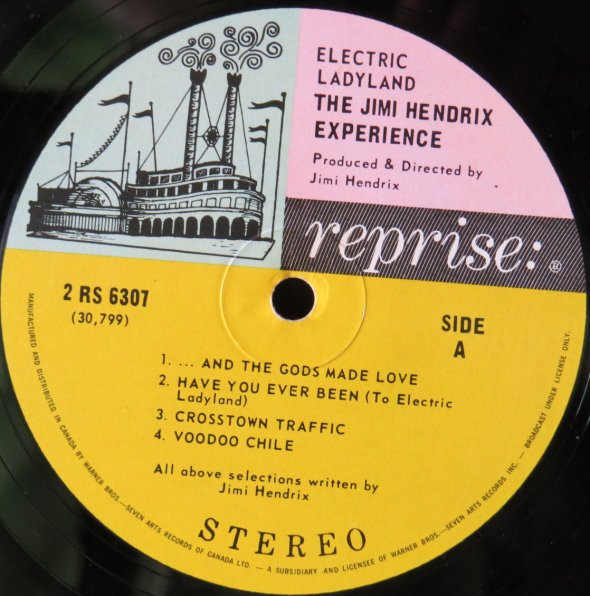 ELECTRIC
LADYLAND
THE JIMI HENDRIX
EXPERIENCE
Produced & Directed by
Jimi Hendrix
reprise: ®
2 RS 6307
(30,799)
SIDE
A
1. ... AND THE GODS MADE LOVE
2. HAVE YOU EVER BEEN (To Electric
Ladyland)
3. CROSSTOWN TRAFFIC
4. VOODOO CHILE
All above selections written by
Jimi Hendrix
STEREO
MANUFACTURED AND DISTRIBUTED IN CANADA BY WARNER BROS.—SEVEN ARTS RECORDS OF CANADA LTD. — A SUBSIDIARY AND LICENSEE OF WARNER BROS.—SEVEN ARTS RECORDS INC. — BROADCAST UNDER LICENSE ONLY.